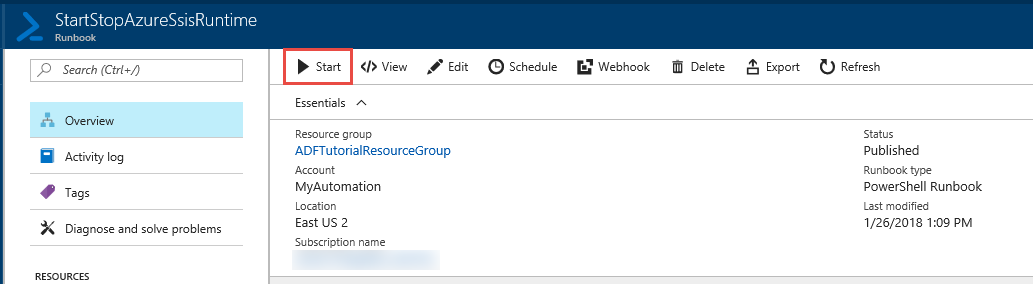 StartStopAzureSsisRuntime
Runbook
Search (Ctrl+/)
Overview
Activity log
Tags
Diagnose and solve problems
RESOURCES
Start View Edit Schedule Webhook Delete Export Refresh
Essentials
Resource group
ADFTutorialResourceGroup
Account
MyAutomation
Location
East US 2
Subscription name
Status
Published
Runbook type
PowerShell Runbook
Last modified
1/26/2018 1:09 PM